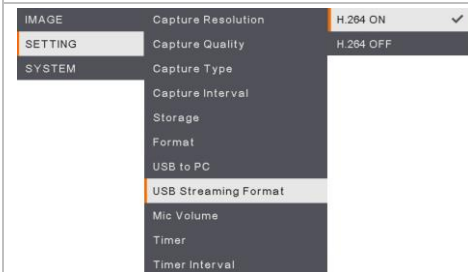 IMAGE
SETTING
SYSTEM
Capture Resolution
Capture Quality
Capture Type
Capture Interval
Storage
Format
USB to PC
USB Streaming Format
Mic Volume
Timer
Timer Interval
H.264 ON
H.264 OFF